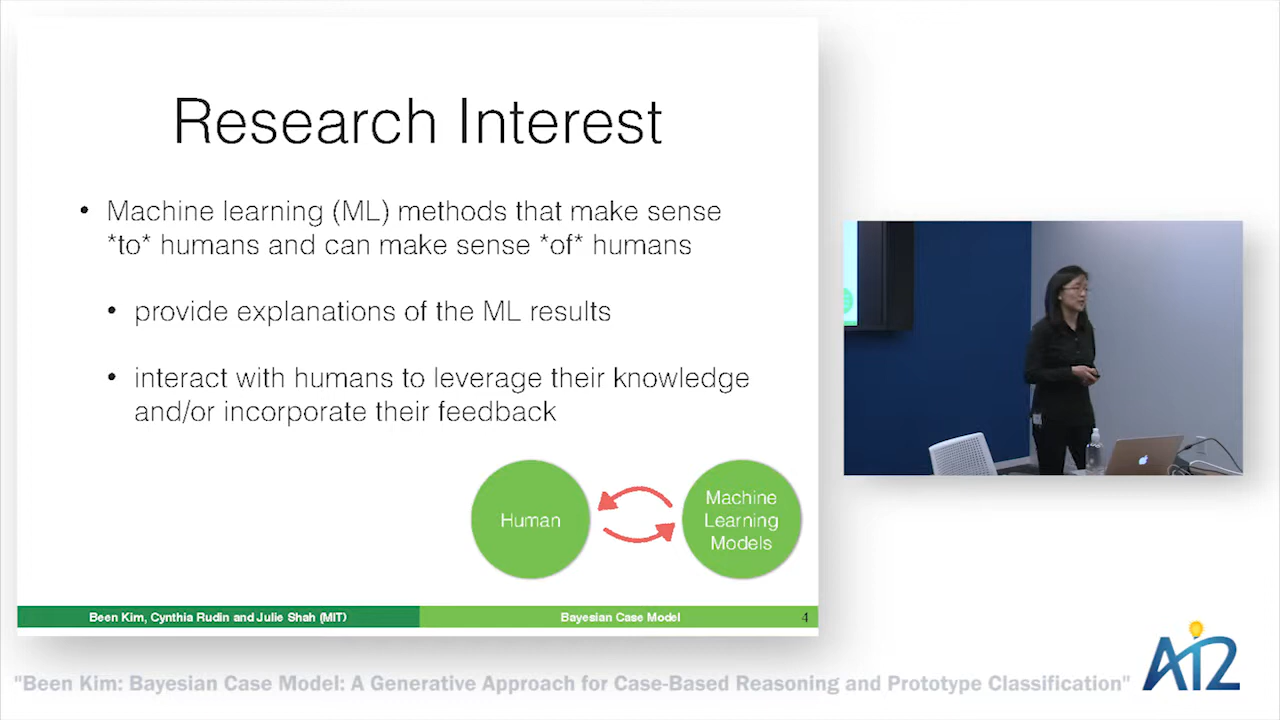 Research Interest
• Machine learning (ML) methods that make sense
*to* humans and can make sense *of* humans
• provide explanations of the ML results
• interact with humans to leverage their knowledge
and/or incorporate their feedback
Human
Machine
Learning
Models
Been Kim, Cynthia Rudin and Julie Shah (MIT)
Bayesian Case Model
4
"Been Kim: Bayesian Case Model: A Generative Approach for Case-Based Reasoning and Prototype Classification"
AI2